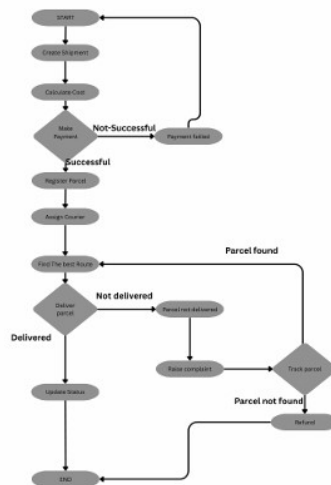 START
Create Shipment
Calculate Cost
Make
Payment
Not-Successful
Payment failed
Successful
Register Parcel
Assign Courier
Parcel found
Find The best Route
Not delivered
Deliver
parcel
Parcel not delivered
Delivered
Raise complaint
Track parcel
Update Status
Parcel not found
Refund
END